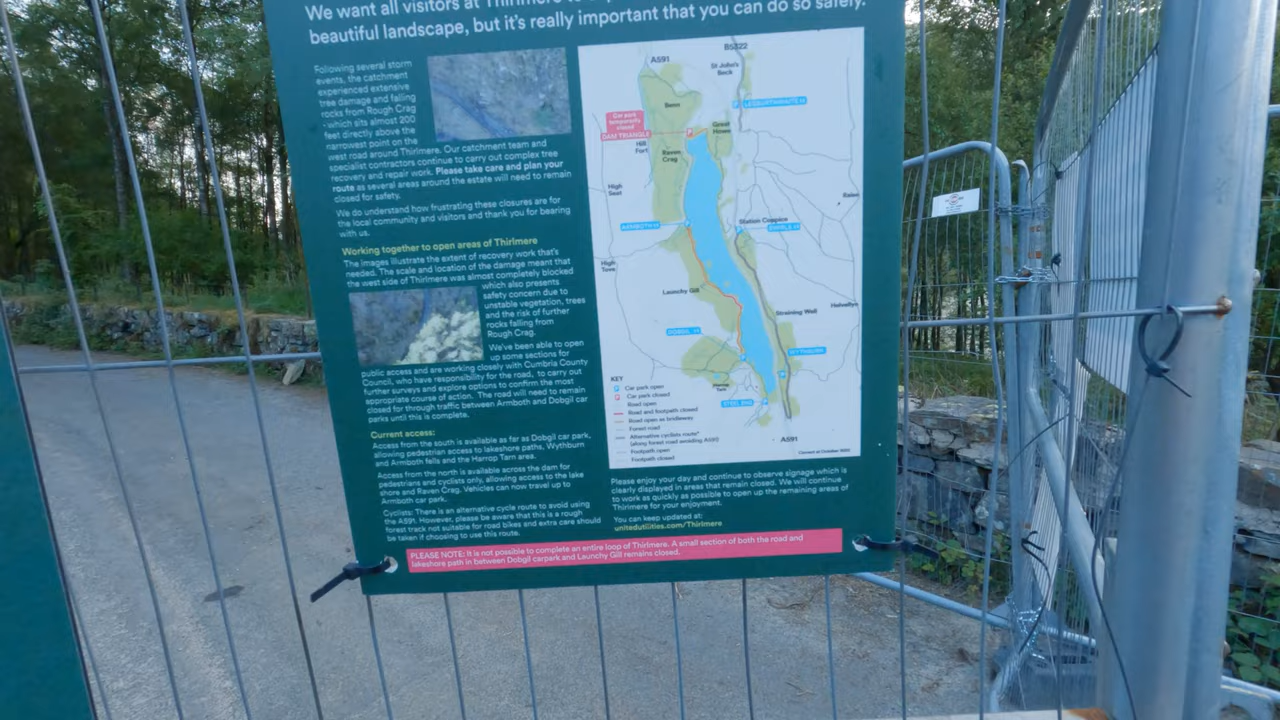 We want all visitors at Thirlmere to
beautiful landscape, but it's really important that you can do so safely.
Following several storm
events, the catchment
experienced extensive
tree damage and falling
rocks from Rough Crag
- which sits almost 200
feet directly above the
narrowest point on the
west road around Thirlmere. Our catchment team and
specialist contractors continue to carry out complex tree
recovery and repair work. Please take care and plan your
route as several areas around the estate will need to remain
closed for safety.
We do understand how frustrating these closures are for
the local community and visitors and thank you for bearing
with us.
Working together to open areas of Thirlmere
The images illustrate the extent of recovery work that's
needed. The scale and location of the damage meant that
the west side of Thirlmere was almost completely blocked
which also presents
safety concern due to
unstable vegetation, trees
and the risk of further
rocks falling from
Rough Crag.
We've been able to open
up some sections for
public access and are working closely with Cumbria County
Council, who have responsibility for the road, to carry out
further surveys and explore options to confirm the most
appropriate course of action. The road will need to remain
closed for through traffic between Armboth and Dobgil car
parks until this is complete.
Current access:
Access from the south is available as far as Dobgil car park,
allowing pedestrian access to lakeshore paths, Wythburn
and Armboth fells and the Harrop Tarn area.
Access from the north is available across the dam for
pedestrians and cyclists only, allowing access to the lake
shore and Raven Crag. Vehicles can now travel up to
Armboth car park.
Cyclists: There is an alternative cycle route to avoid using
the A591. However, please be aware that this is a rough
forest track not suitable for road bikes and extra care should
be taken if choosing to use this route.
A591
B5322
St John's
Beck
Benn
Great
Howe
Car park
temporarily
closed
DAM TRIANGLE
Hill
Fort
Raven
Crag
High
Seat
ARMBOTH
Station Coppice
High
Tove
Launchy Gill
Helvellyn
Straining Well
DOBGIL
WYTHBURN
Harrop
Tarn
STEEL END
A591
KEY
Car park open
Car park closed
Road open
Road and footpath closed
Road open as bridleway
Forest road
Alternative cyclists route*
(along forest road avoiding A591)
Footpath open
Footpath closed
Please enjoy your day and continue to observe signage which is
clearly displayed in areas that remain closed. We will continue
to work as quickly as possible to open up the remaining areas of
Thirlmere for your enjoyment.
You can keep updated at:
unitedutilities.com/Thirlmere
PLEASE NOTE: It is not possible to complete an entire loop of Thirlmere. A small section of both the road and
lakeshore path in between Dobgil carpark and Launchy Gill remains closed.